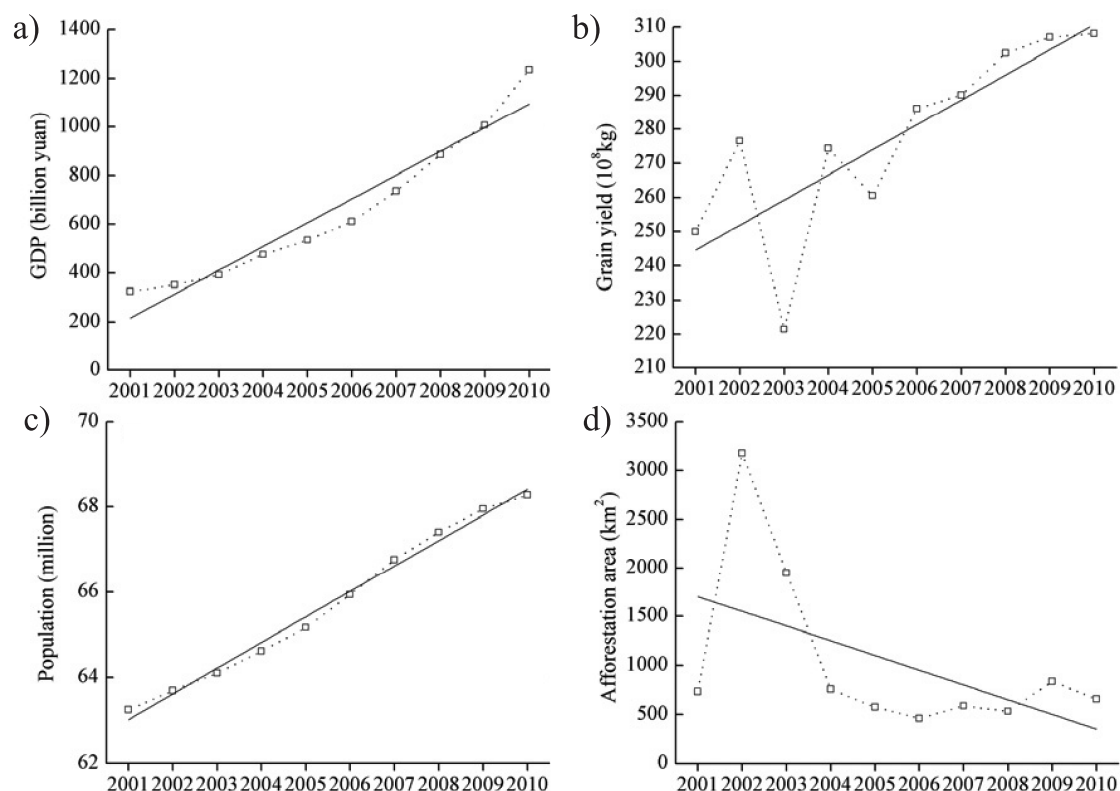 a)
1400
1200
1000
800
600
400
200
0
GDP (billion yuan)
2001 2002 2003 2004 2005 2006 2007 2008 2009 2010
b)
310
300
290
280
270
260
250
240
230
220
210
Grain yield (10⁸kg)
2001 2002 2003 2004 2005 2006 2007 2008 2009 2010
c)
70
68
66
64
62
Population (million)
2001 2002 2003 2004 2005 2006 2007 2008 2009 2010
d)
3500
3000
2500
2000
1500
1000
500
0
Afforestation area (km²)
2001 2002 2003 2004 2005 2006 2007 2008 2009 2010